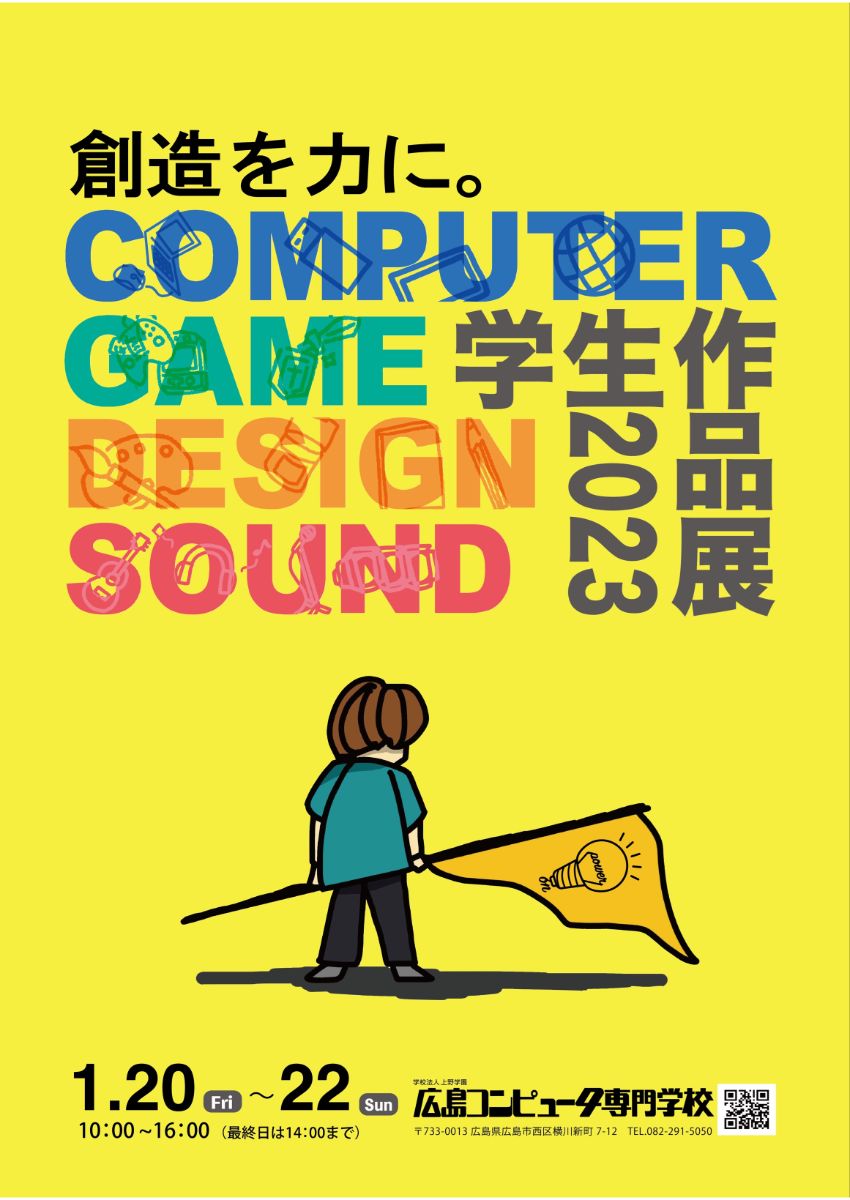 創造を力に。
COMPUTER
GAME
DESIGN
SOUND
学生作品展
2023
power
on
1.20 Fri ～ 22 Sun
10:00～16:00（最終日は14:00まで）
学校法人上野学園
広島コンピュータ専門学校
〒733-0013 広島県広島市西区横川新町 7-12 TEL.082-291-5050